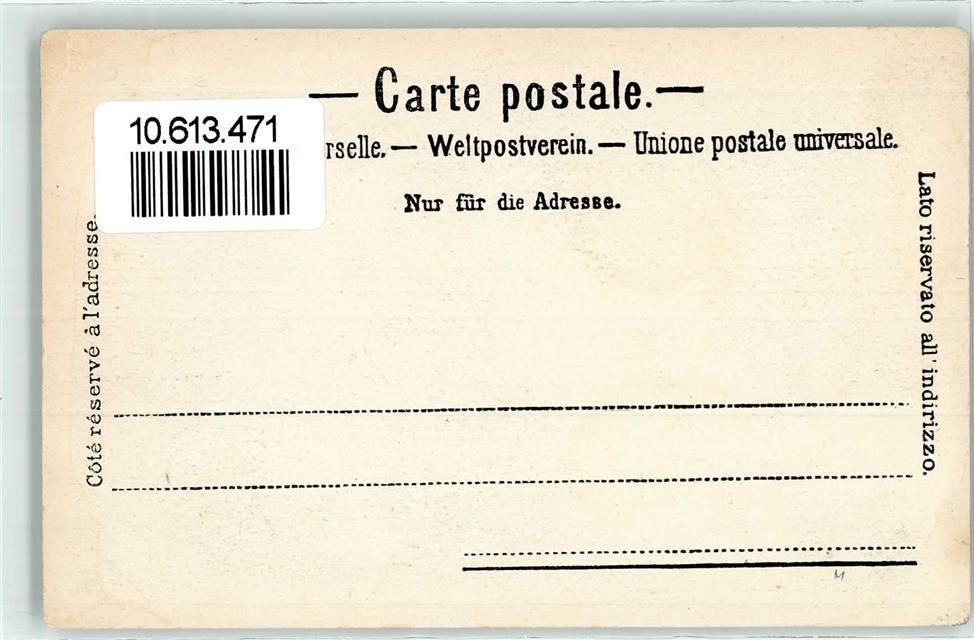 — Carte postale. —
10.613.471
rselle. — Weltpostverein. — Unione postale universale.
Nur für die Adresse.
Côté réservé à l'adresse.
Lato riservato all' indirizzo.